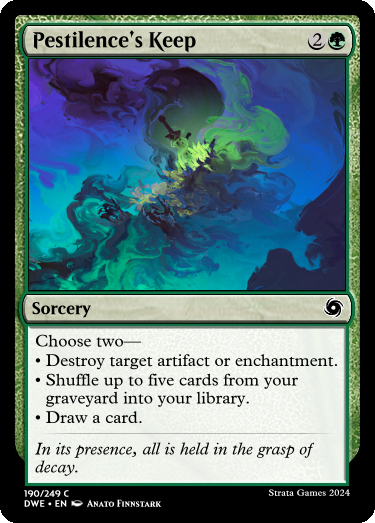 Pestilence's Keep 2
Sorcery
Choose two—
• Destroy target artifact or enchantment.
• Shuffle up to five cards from your
graveyard into your library.
• Draw a card.
In its presence, all is held in the grasp of
decay.
190/249 C
DWE • EN Anato Finnstark
Strata Games 2024